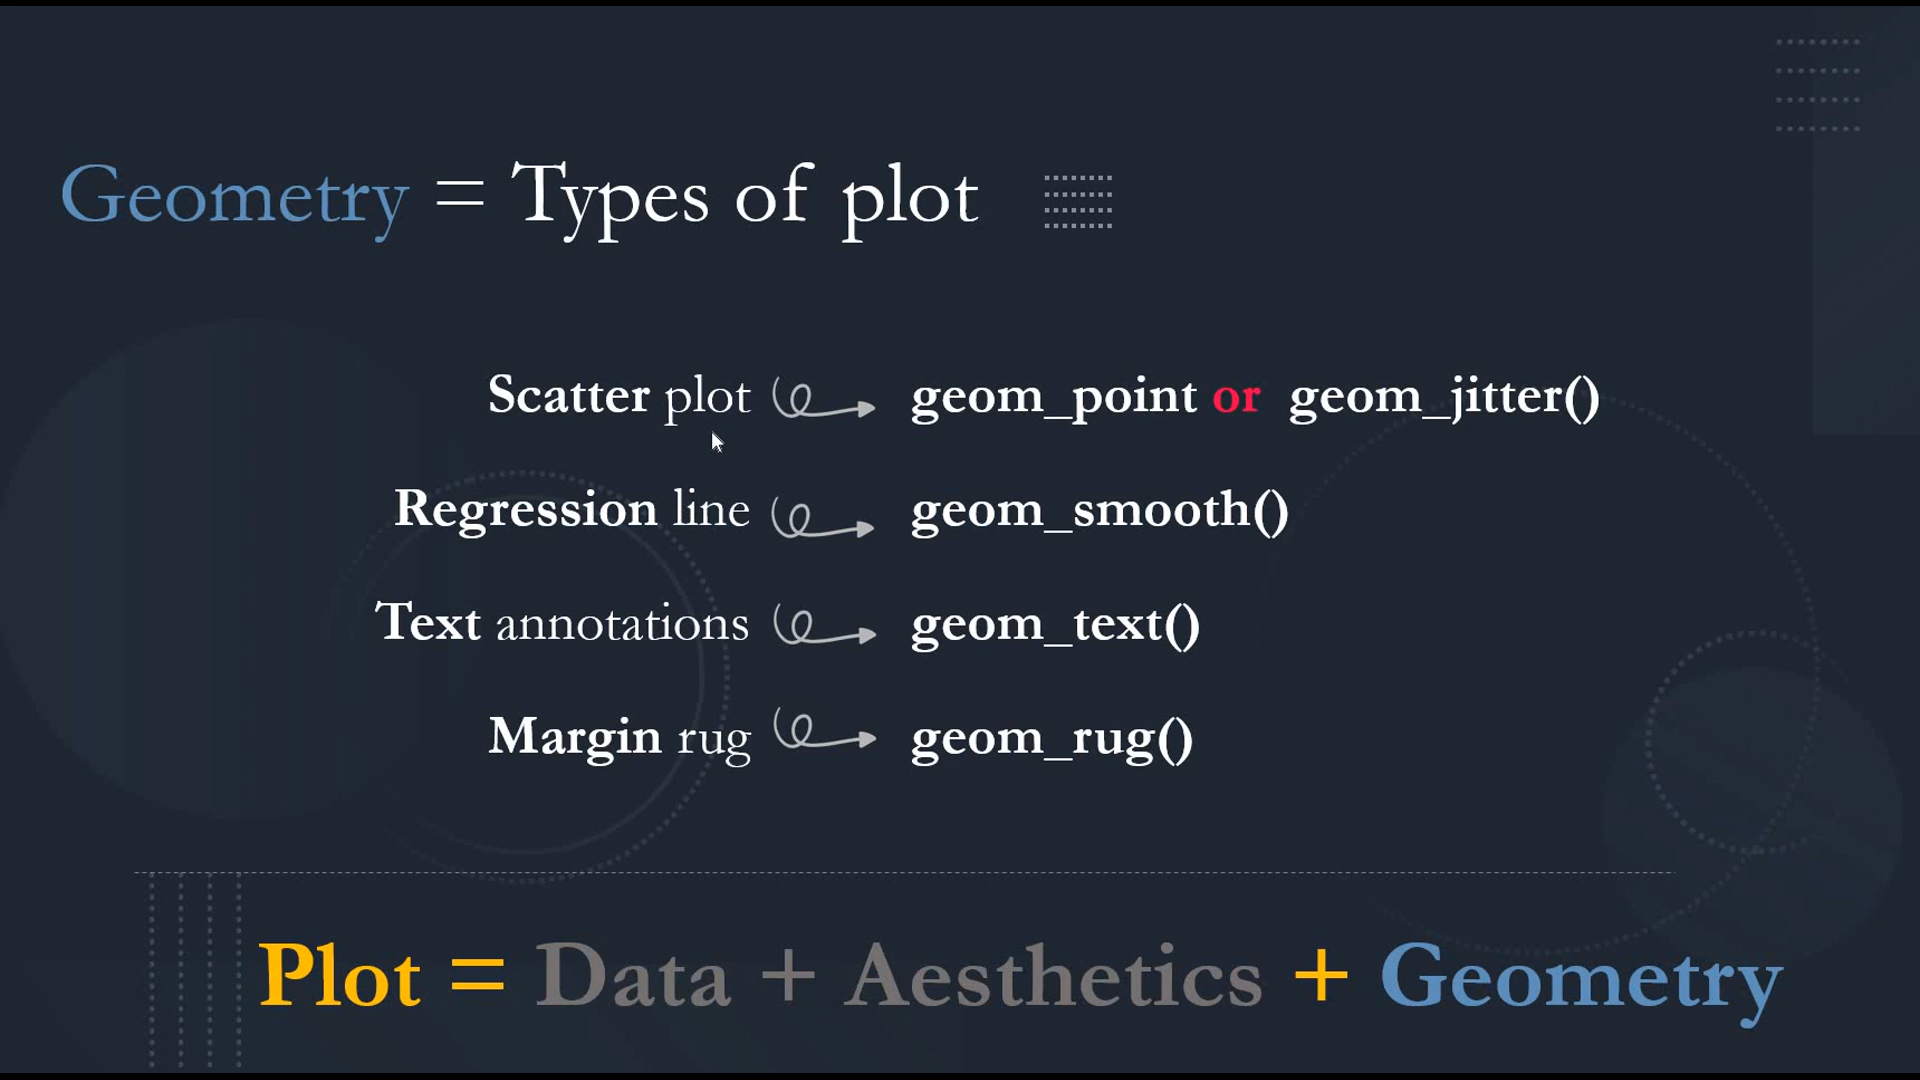 Geometry = Types of plot
Scatter plot geom_point or geom_jitter()
Regression line geom_smooth()
Text annotations geom_text()
Margin rug geom_rug()
Plot = Data + Aesthetics + Geometry